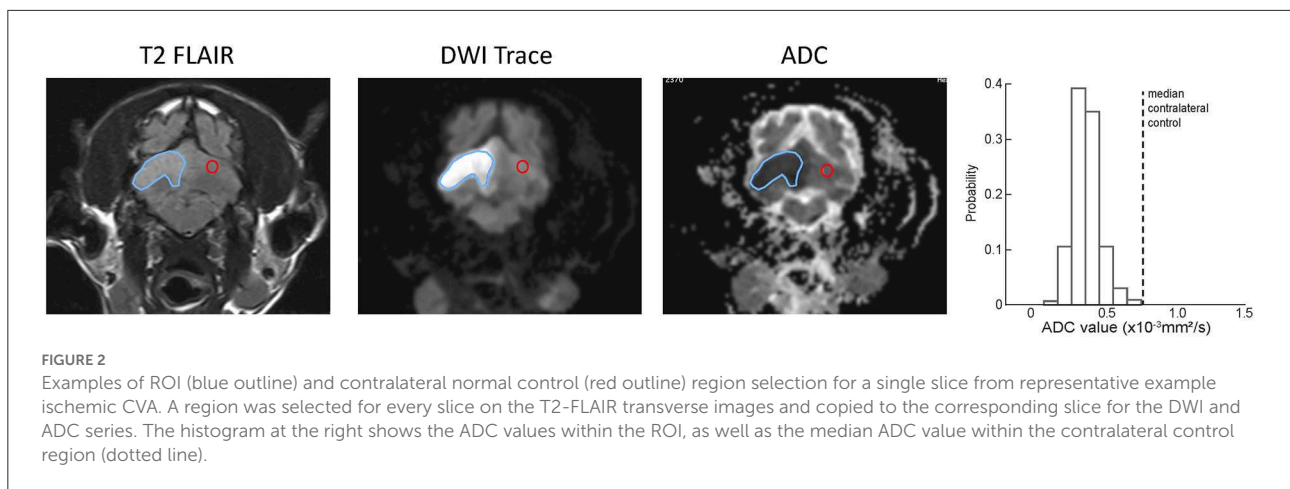 T2 FLAIR
DWI Trace
ADC
2370
He
0.4
0.3
0.1
0
Probability
median
contralateral
control
0
0.5
1.0
1.5
ADC value (x10-³mm²/s)
FIGURE 2
Examples of ROI (blue outline) and contralateral normal control (red outline) region selection for a single slice from representative example
ischemic CVA. A region was selected for every slice on the T2-FLAIR transverse images and copied to the corresponding slice for the DWI and
ADC series. The histogram at the right shows the ADC values within the ROI, as well as the median ADC value within the contralateral control
region (dotted line).